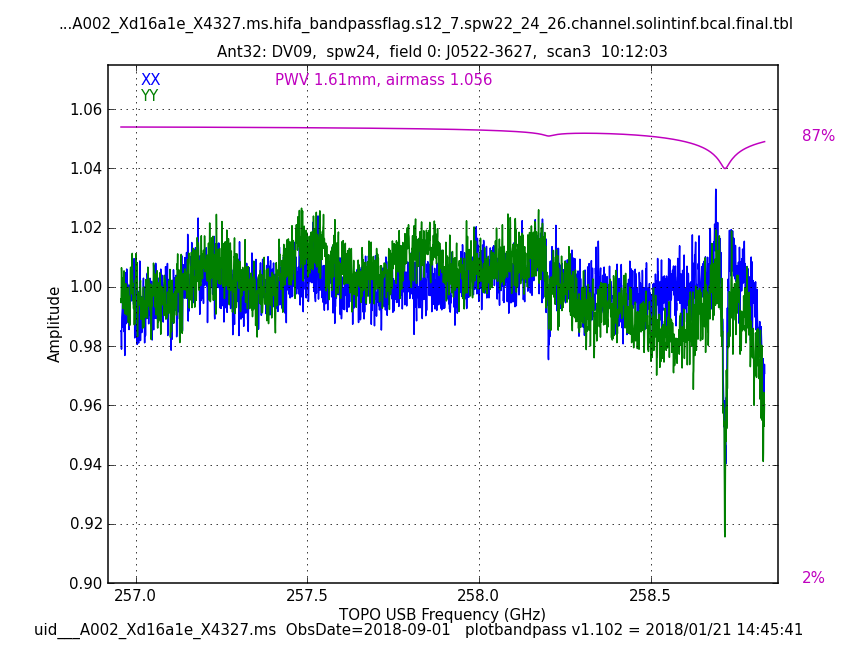 ...A002_Xd16a1e_X4327.ms.hifa_bandpassflag.s12_7.spw22_24_26.channel.solintinf.bcal.final.tbl
Ant32: DV09, spw24, field 0: J0522-3627, scan3 10:12:03
XX
PWV 1.61mm, airmass 1.056
YY
1.06
87%
1.04
1.02
1.00
Amplitude
0.98
0.96
0.94
0.92
0.90
2%
257.0 257.5 258.0 258.5
TOPO USB Frequency (GHz)
uid___A002_Xd16a1e_X4327.ms ObsDate=2018-09-01 plotbandpass v1.102 = 2018/01/21 14:45:41